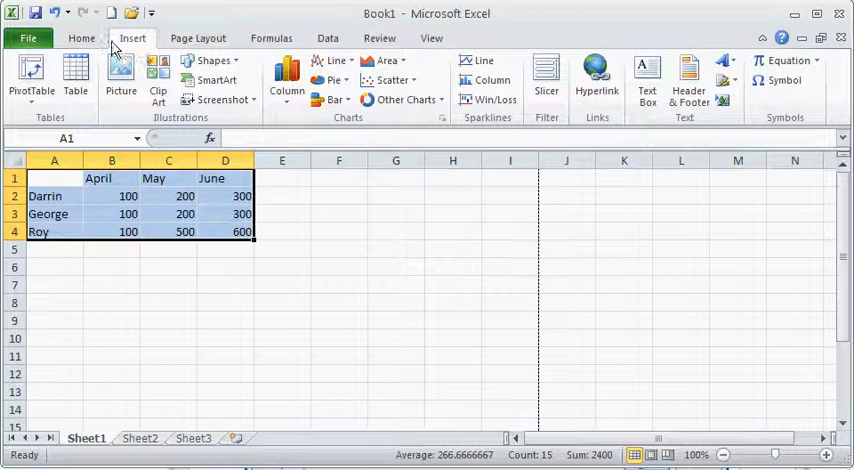 Book1 - Microsoft Excel
File Home Insert Page Layout Formulas Data Review View
PivotTable Table Picture Clip Art Shapes SmartArt Screenshot Column Line Pie Bar Area Scatter Other Charts Line Column Win/Loss Slicer Hyperlink Text Box Header & Footer Equation Symbol
Tables Illustrations Charts Sparklines Filter Links Text Symbols
A1 fx
A B C D E F G H I J K L M N
1 April May June
2 Darrin 100 200 300
3 George 100 200 300
4 Roy 100 500 600
5
6
7
8
9
10
11
12
13
14
15
Sheet1 Sheet2 Sheet3
Ready Average: 266.6666667 Count: 15 Sum: 2400 100%